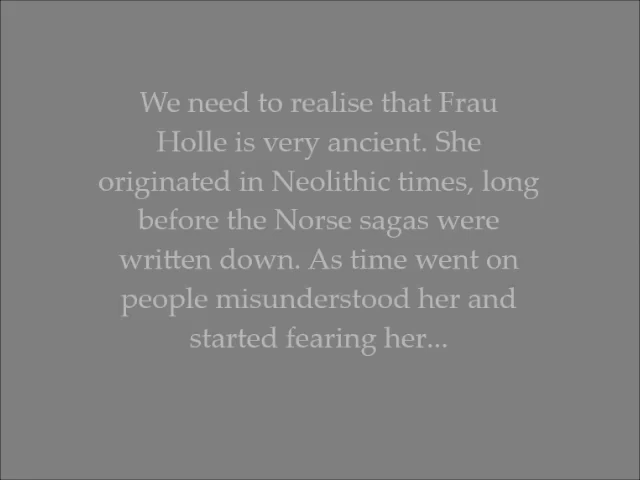 We need to realise that Frau
Holle is very ancient. She
originated in Neolithic times, long
before the Norse sagas were
written down. As time went on
people misunderstood her and
started fearing her...